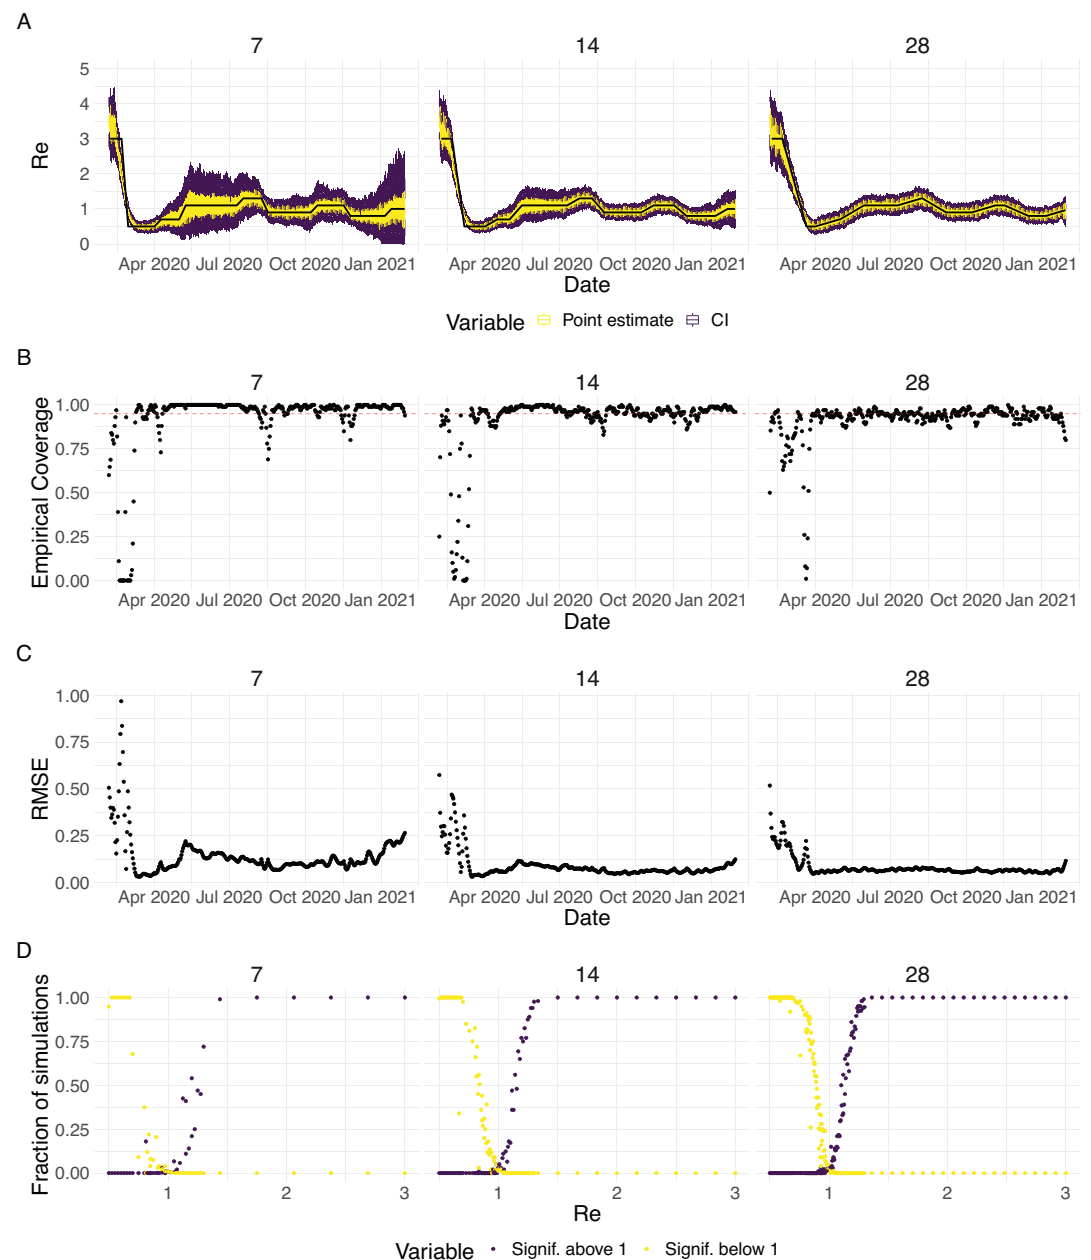 A
7 14 28
Re
5
4
3
2
1
0
Apr 2020 Jul 2020 Oct 2020 Jan 2021 Apr 2020 Jul 2020 Oct 2020 Jan 2021 Apr 2020 Jul 2020 Oct 2020 Jan 2021
Date
Variable Point estimate CI
B
7 14 28
Empirical Coverage
1.00
0.75
0.50
0.25
0.00
Apr 2020 Jul 2020 Oct 2020 Jan 2021 Apr 2020 Jul 2020 Oct 2020 Jan 2021 Apr 2020 Jul 2020 Oct 2020 Jan 2021
Date
C
7 14 28
RMSE
1.00
0.75
0.50
0.25
0.00
Apr 2020 Jul 2020 Oct 2020 Jan 2021 Apr 2020 Jul 2020 Oct 2020 Jan 2021 Apr 2020 Jul 2020 Oct 2020 Jan 2021
Date
D
7 14 28
Fraction of simulations
1.00
0.75
0.50
0.25
0.00
1 2 3 1 2 3 1 2 3
Re
Variable Signif. above 1 Signif. below 1